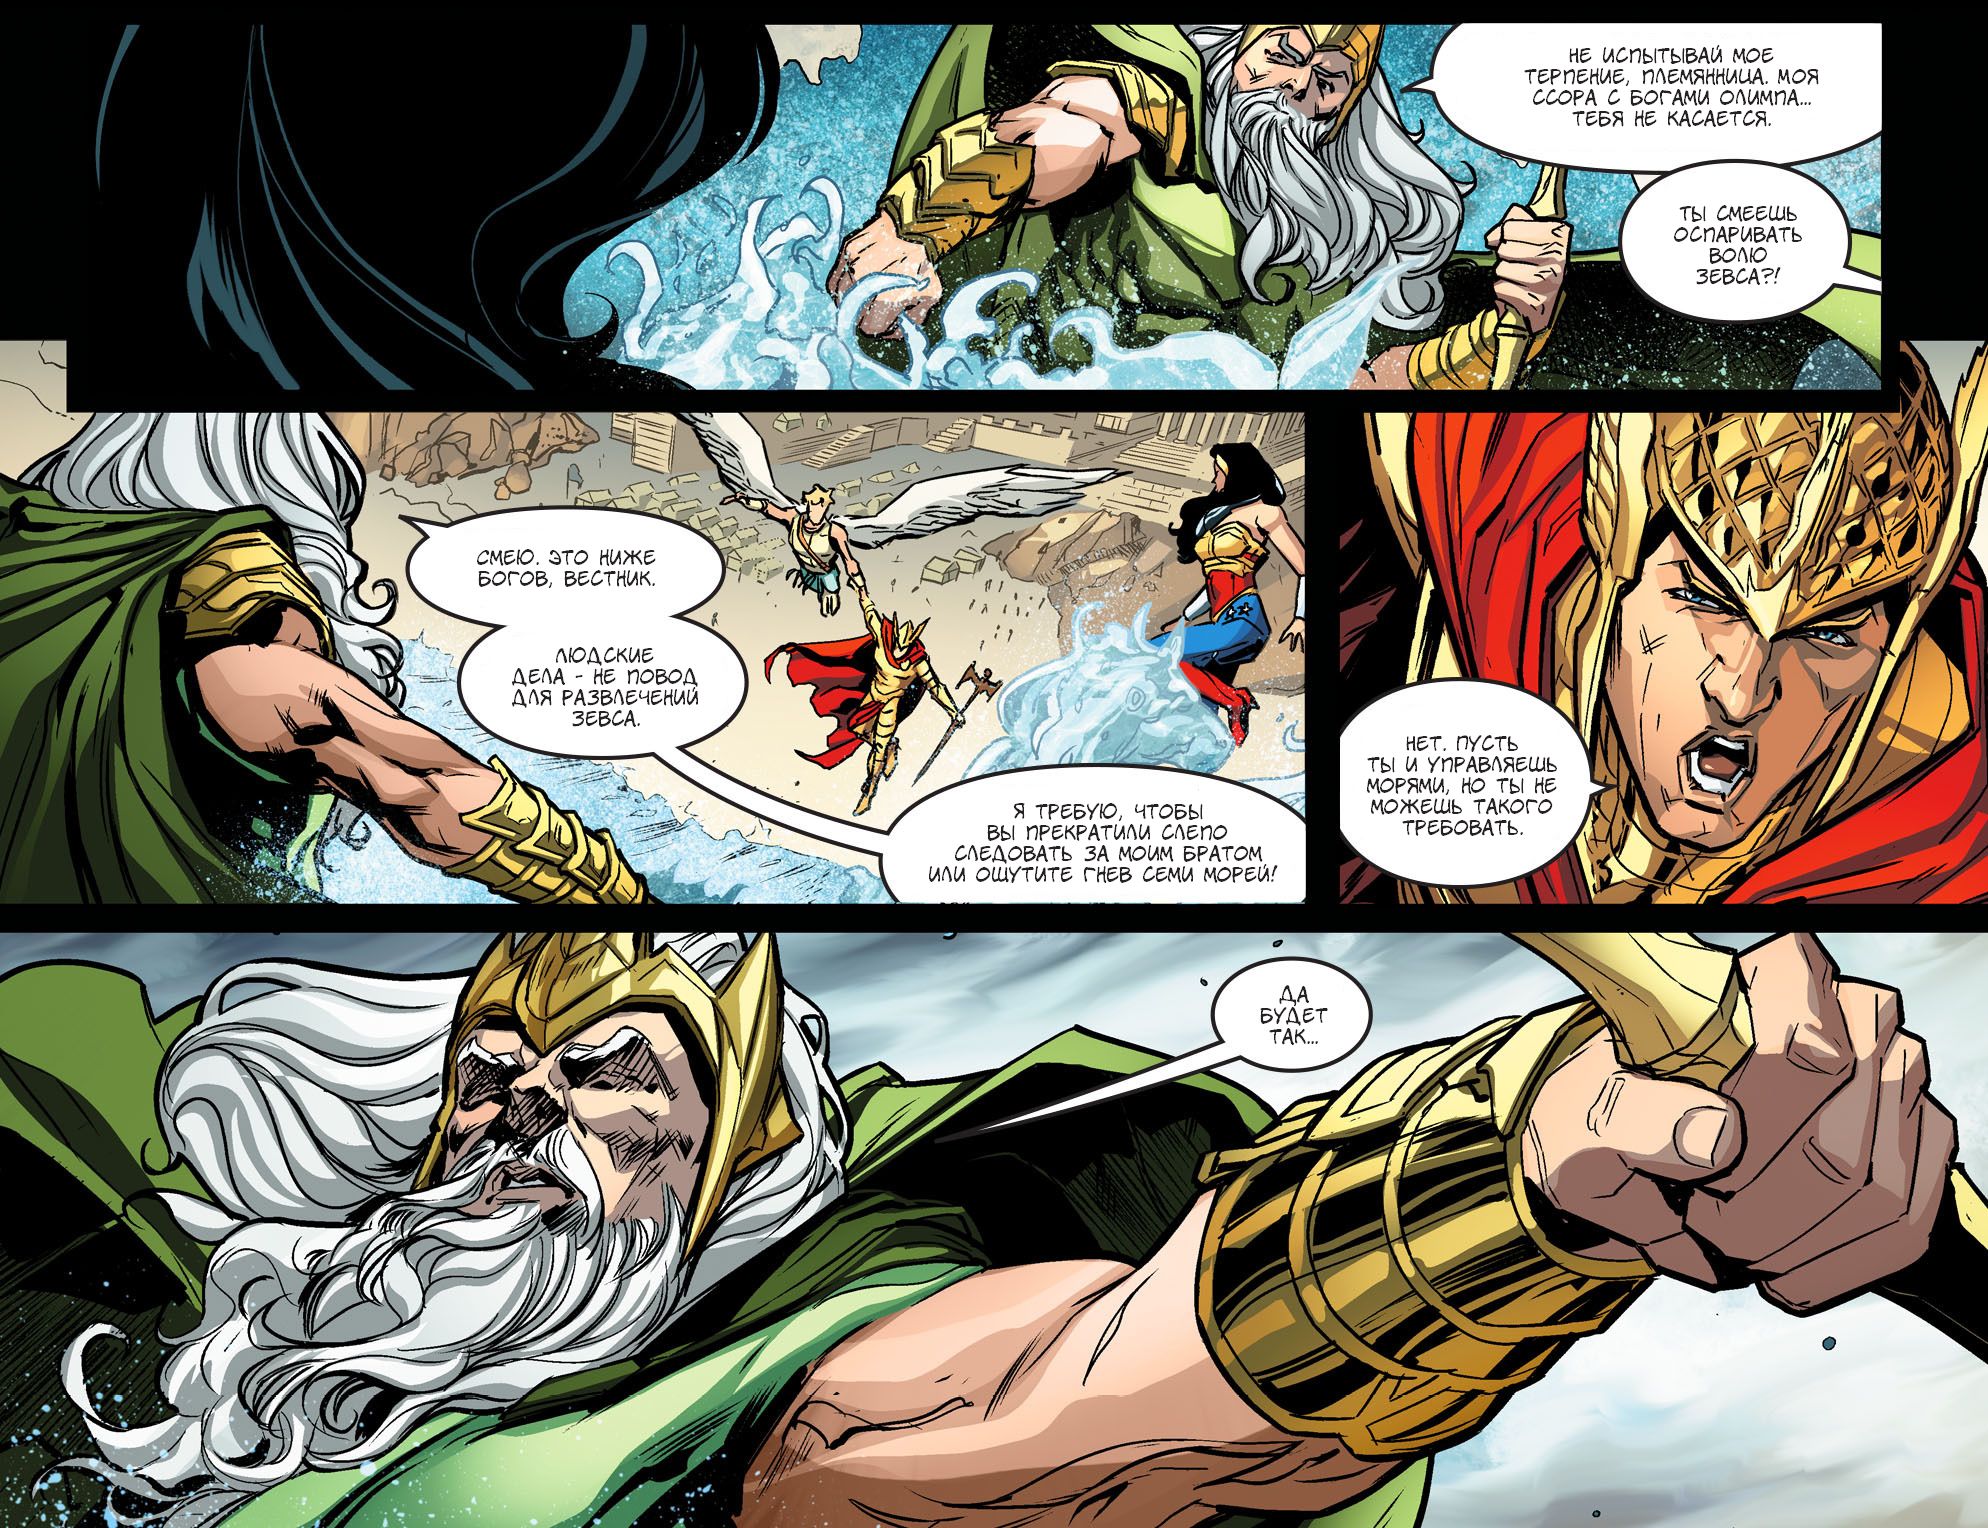 НЕ ИСПЫТЫВАЙ МОЕ
ТЕРПЕНИЕ, ПЛЕМЯННИЦА. МОЯ
ССОРА С БОГАМИ ОЛИМПА...
ТЕБЯ НЕ КАСАЕТСЯ.
ТЫ СМЕЕШЬ
ОСПАРИВАТЬ
ВОЛЮ
ЗЕВСА?!
СМЕЮ. ЭТО НИЖЕ
БОГОВ, ВЕСТНИК.
ЛЮДСКИЕ
ДЕЛА - НЕ ПОВОД
ДЛЯ РАЗВЛЕЧЕНИЙ
ЗЕВСА.
Я ТРЕБУЮ, ЧТОБЫ
ВЫ ПРЕКРАТИЛИ СЛЕПО
СЛЕДОВАТЬ ЗА МОИМ БРАТОМ
ИЛИ ОЩУТИТЕ ГНЕВ СЕМИ МОРЕЙ!
НЕТ. ПУСТЬ
ТЫ И УПРАВЛЯЕШЬ
МОРЯМИ, НО ТЫ НЕ
МОЖЕШЬ ТАКОГО
ТРЕБОВАТЬ.
ДА
БУДЕТ
ТАК...